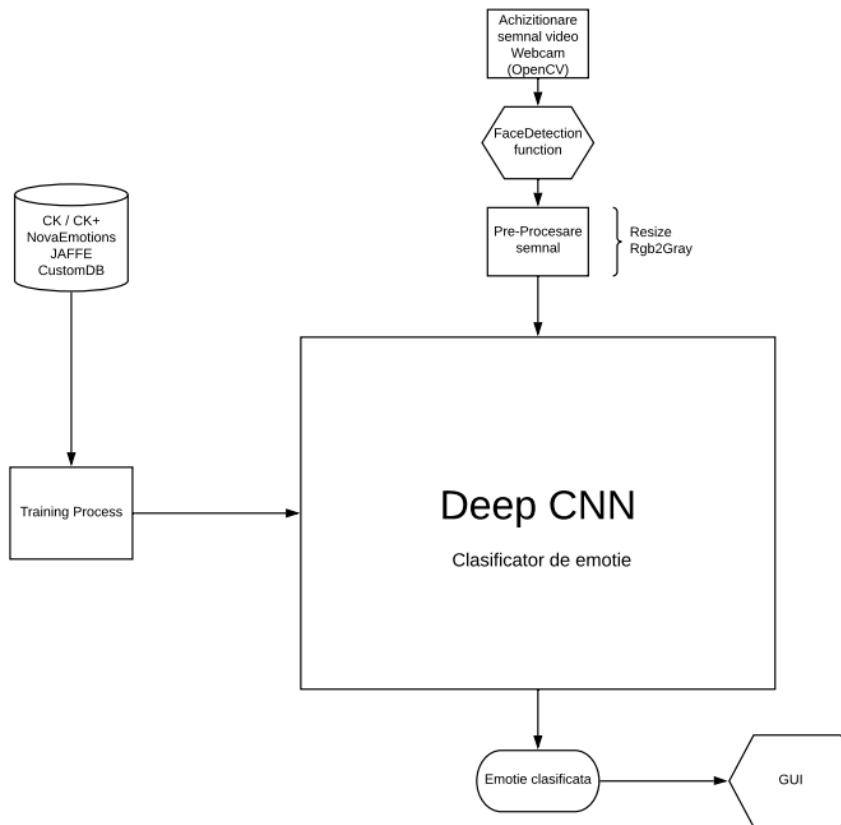 Achizitionare
semnal video
Webcam
(OpenCV)
FaceDetection
function
Pre-Procesare
semnal
Resize
Rgb2Gray
CK / CK+
NovaEmotions
JAFFE
CustomDB
Training Process
Deep CNN
Clasificator de emotie
Emotie clasificata
GUI